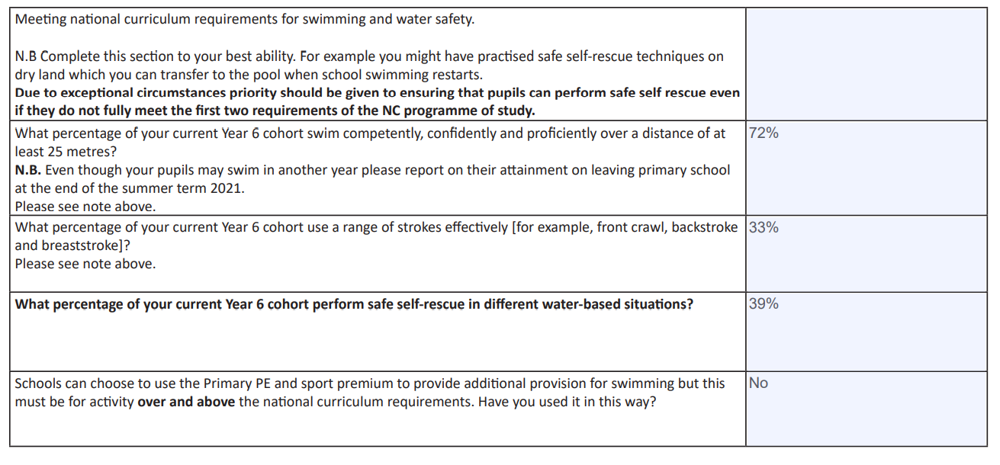 Meeting national curriculum requirements for swimming and water safety.
N.B Complete this section to your best ability. For example you might have practised safe self-rescue techniques on
dry land which you can transfer to the pool when school swimming restarts.
Due to exceptional circumstances priority should be given to ensuring that pupils can perform safe self rescue even
if they do not fully meet the first two requirements of the NC programme of study.
What percentage of your current Year 6 cohort swim competently, confidently and proficiently over a distance of at
least 25 metres?
N.B. Even though your pupils may swim in another year please report on their attainment on leaving primary school
at the end of the summer term 2021.
Please see note above.
72%
What percentage of your current Year 6 cohort use a range of strokes effectively [for example, front crawl, backstroke
and breaststroke]?
Please see note above.
33%
What percentage of your current Year 6 cohort perform safe self-rescue in different water-based situations?
39%
Schools can choose to use the Primary PE and sport premium to provide additional provision for swimming but this
must be for activity over and above the national curriculum requirements. Have you used it in this way?
No